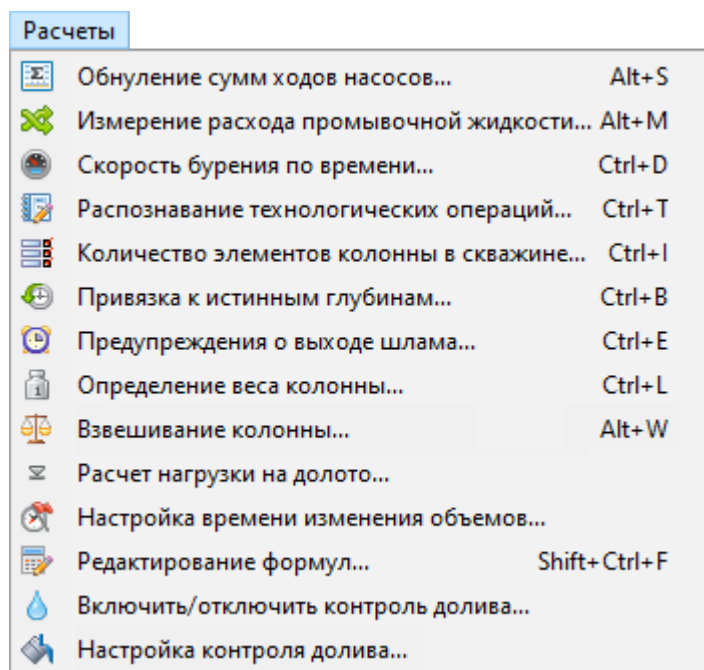 Расчеты
Обнуление сумм ходов насосов... Alt+S
Измерение расхода промывочной жидкости... Alt+M
Скорость бурения по времени... Ctrl+D
Распознавание технологических операций... Ctrl+T
Количество элементов колонны в скважине... Ctrl+I
Привязка к истинным глубинам... Ctrl+B
Предупреждения о выходе шлама... Ctrl+E
Определение веса колонны... Ctrl+L
Взвешивание колонны... Alt+W
Расчет нагрузки на долото...
Настройка времени изменения объемов...
Редактирование формул... Shift+Ctrl+F
Включить/отключить контроль долива...
Настройка контроля долива...